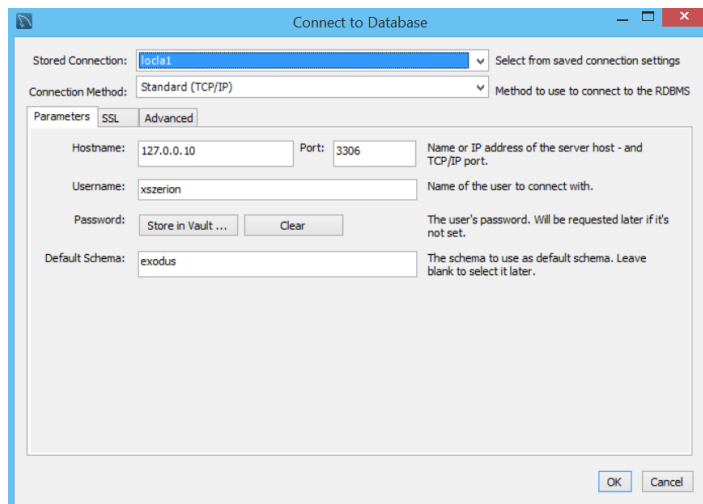 Connect to Database
Stored Connection: locla1 Select from saved connection settings
Connection Method: Standard (TCP/IP) Method to use to connect to the RDBMS
Parameters SSL Advanced
Hostname: 127.0.0.10 Port: 3306 Name or IP address of the server host - and
TCP/IP port.
Username: xszerion Name of the user to connect with.
Password: Store in Vault ... Clear The user's password. Will be requested later if it's
not set.
Default Schema: exodus The schema to use as default schema. Leave
blank to select it later.
OK Cancel